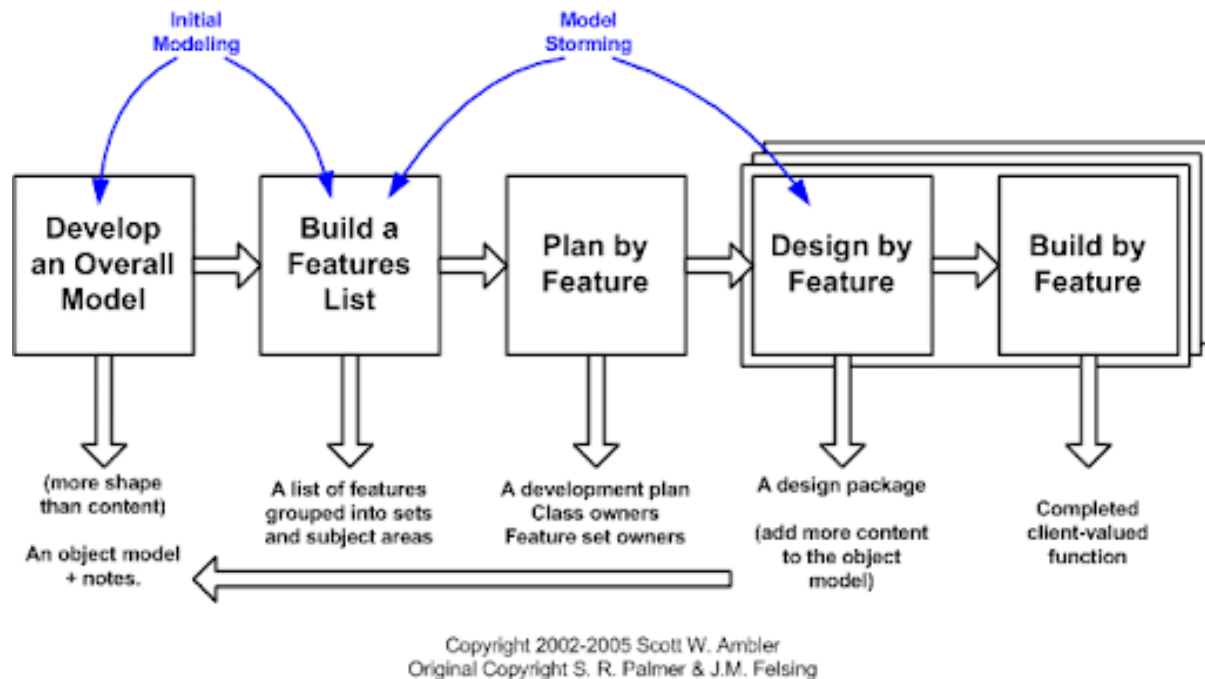 Initial
Modeling
Model
Storming
Develop
an Overall
Model
Build a
Features
List
Plan by
Feature
Design by
Feature
Build by
Feature
(more shape
than content)
An object model
+ notes.
A list of features
grouped into sets
and subject areas
A development plan
Class owners
Feature set owners
A design package
(add more content
to the object
model)
Completed
client-valued
function
Copyright 2002-2005 Scott W. Ambler
Original Copyright S. R. Palmer & J.M. Felsing